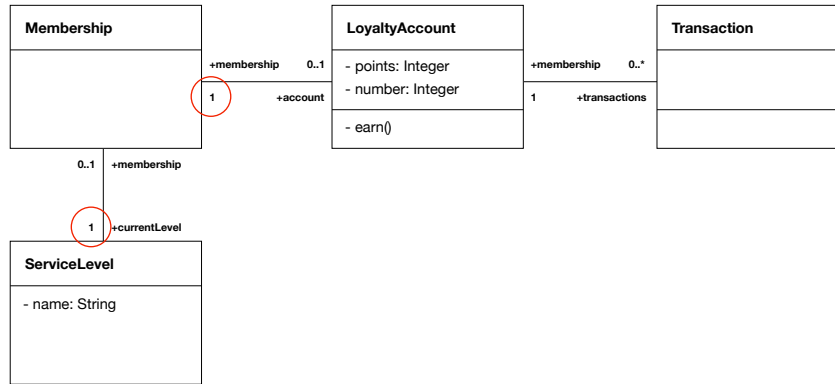 Membership
LoyaltyAccount
Transaction
- points: Integer
- number: Integer
- earn()
+membership
0..1
1
+account
+membership
0..*
1
+transactions
0..1
+membership
1
+currentLevel
ServiceLevel
- name: String